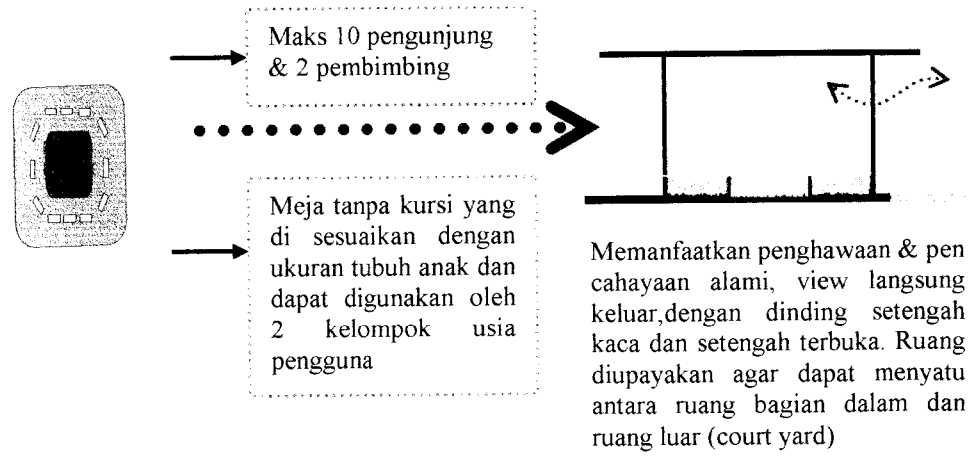 Maks 10 pengunjung
& 2 pembimbing
Meja tanpa kursi yang
di sesuaikan dengan
ukuran tubuh anak dan
dapat digunakan oleh
2 kelompok usia
pengguna
Memanfaatkan penghawaan & pen
cahayaan alami, view langsung
keluar,dengan dinding setengah
kaca dan setengah terbuka. Ruang
diupayakan agar dapat menyatu
antara ruang bagian dalam dan
ruang luar (court yard)